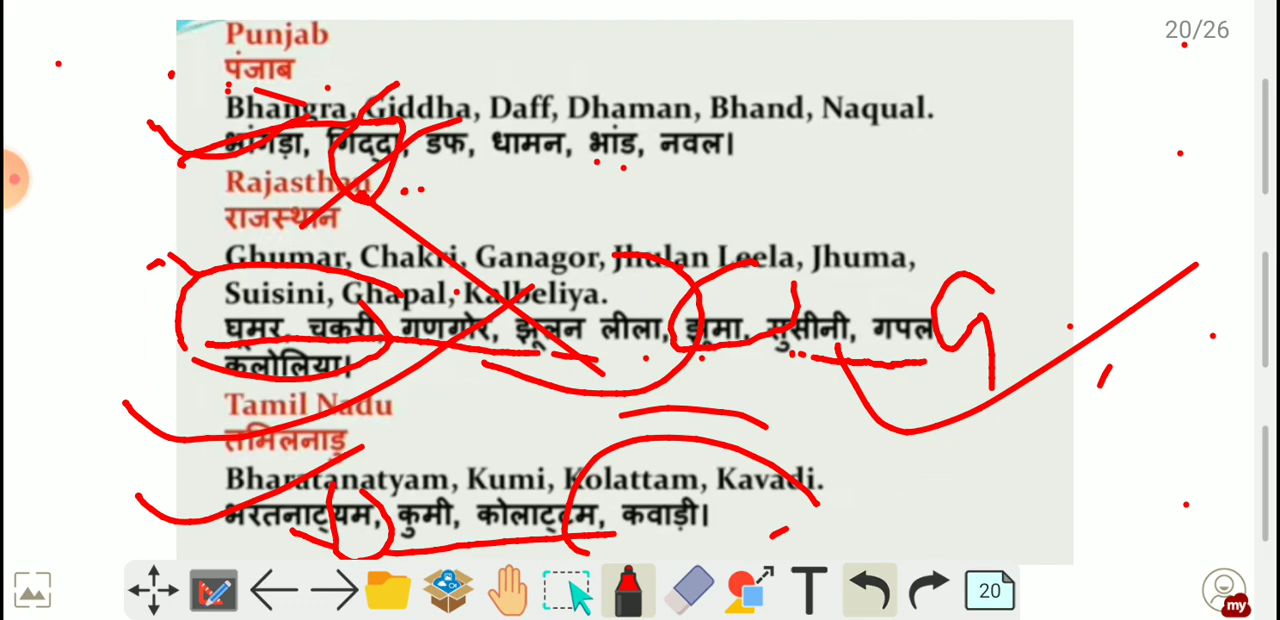 20/26
Punjab
पंजाब
Bhangra, Giddha, Daff, Dhaman, Bhand, Naqual.
भांगड़ा, गिद्दा, डफ, धामन, भांड, नवल।
Rajasthan
राजस्थान
Ghumar, Chakri, Ganagor, Jhulan Leela, Jhuma,
Suisini, Ghapal, Kalbeliya.
घूमर, चकरी, गणगोर, झूलन लीला, झूमा, सुसीनी, गपल
कलोलिया।
Tamil Nadu
तमिलनाडु
Bharatanatyam, Kumi, Kolattam, Kavadi.
भरतनाट्यम, कुमी, कोलाट्टम, कवाड़ी।
T
20
my